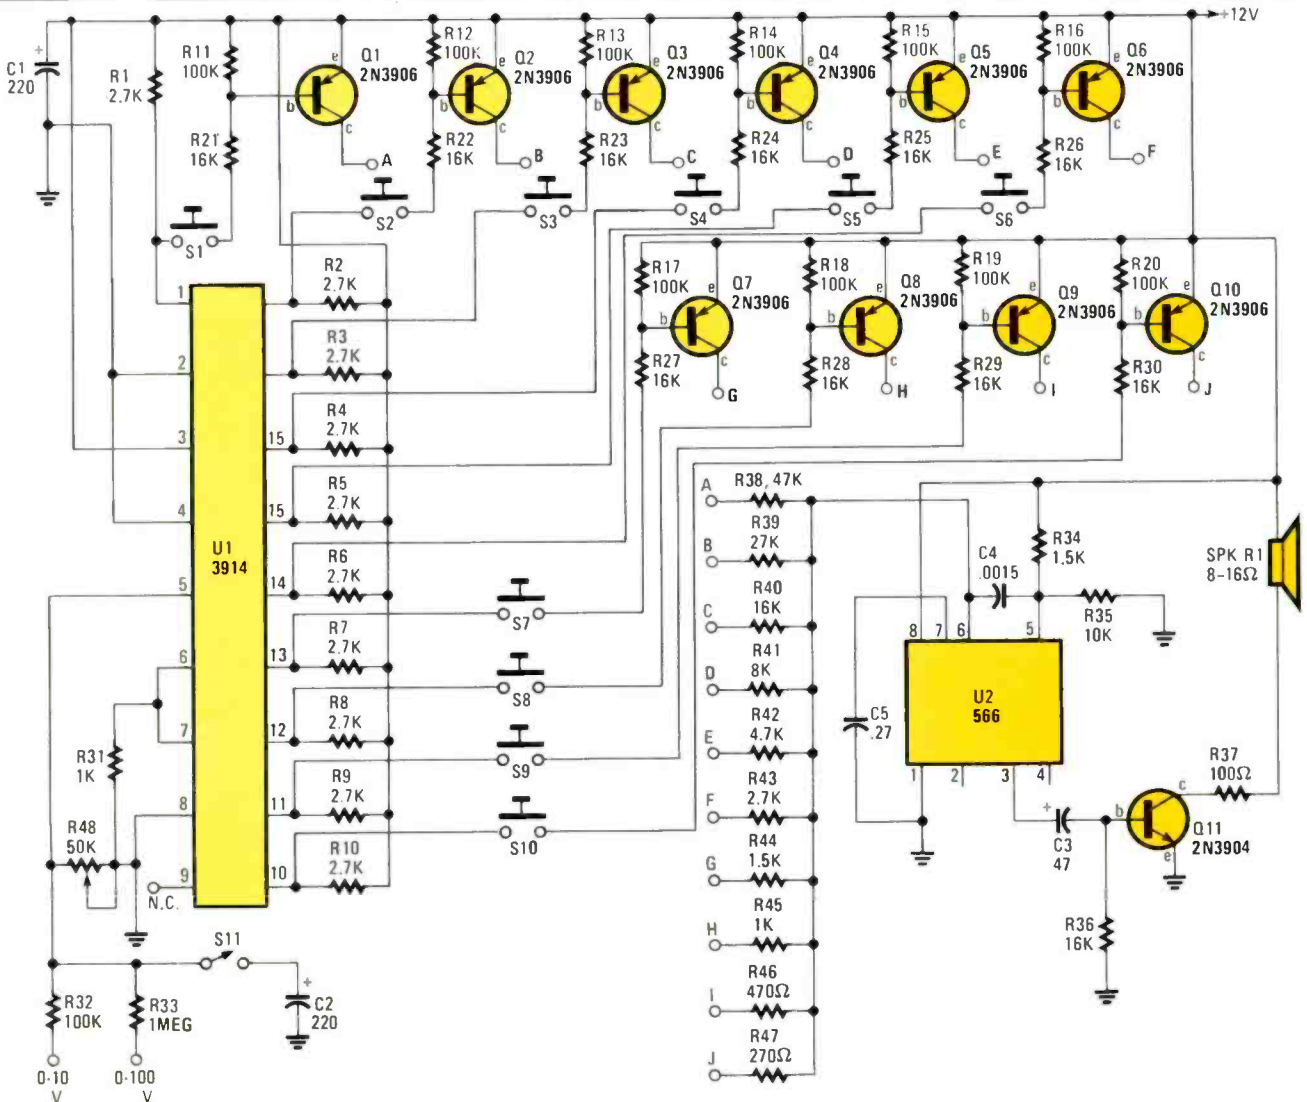 +12V
C1
220
+
R1
2.7K
R11
100K
R21
16K
b
e
c
Q1
2N3906
A
S1
R12
100K
R22
16K
b
e
c
Q2
2N3906
B
S2
R13
100K
R23
16K
b
e
c
Q3
2N3906
C
S3
R14
100K
R24
16K
b
e
c
Q4
2N3906
D
S4
R15
100K
R25
16K
b
e
c
Q5
2N3906
E
S5
R16
100K
R26
16K
b
e
c
Q6
2N3906
F
S6
R17
100K
R27
16K
b
e
c
Q7
2N3906
G
R18
100K
R28
16K
b
e
c
Q8
2N3906
H
R19
100K
R29
16K
b
e
c
Q9
2N3906
I
R20
100K
R30
16K
b
e
c
Q10
2N3906
J
1
2
3
4
5
6
7
8
9
N.C.
U1
3914
15
15
14
13
12
11
10
R2
2.7K
R3
2.7K
R4
2.7K
R5
2.7K
R6
2.7K
R7
2.7K
R8
2.7K
R9
2.7K
R10
2.7K
S7
S8
S9
S10
R31
1K
R48
50K
S11
R32
100K
R33
1MEG
+
C2
220
0-10
V
0-100
V
A
R38, 47K
B
R39
27K
C
R40
16K
D
R41
8K
E
R42
4.7K
F
R43
2.7K
G
R44
1.5K
H
R45
1K
I
R46
470Ω
J
R47
270Ω
C4
.0015
R34
1.5K
R35
10K
C5
.27
8
7
6
5
U2
566
1
2
3
4
+
C3
47
R36
16K
b
c
e
Q11
2N3904
R37
100Ω
SPK R1
8-16Ω